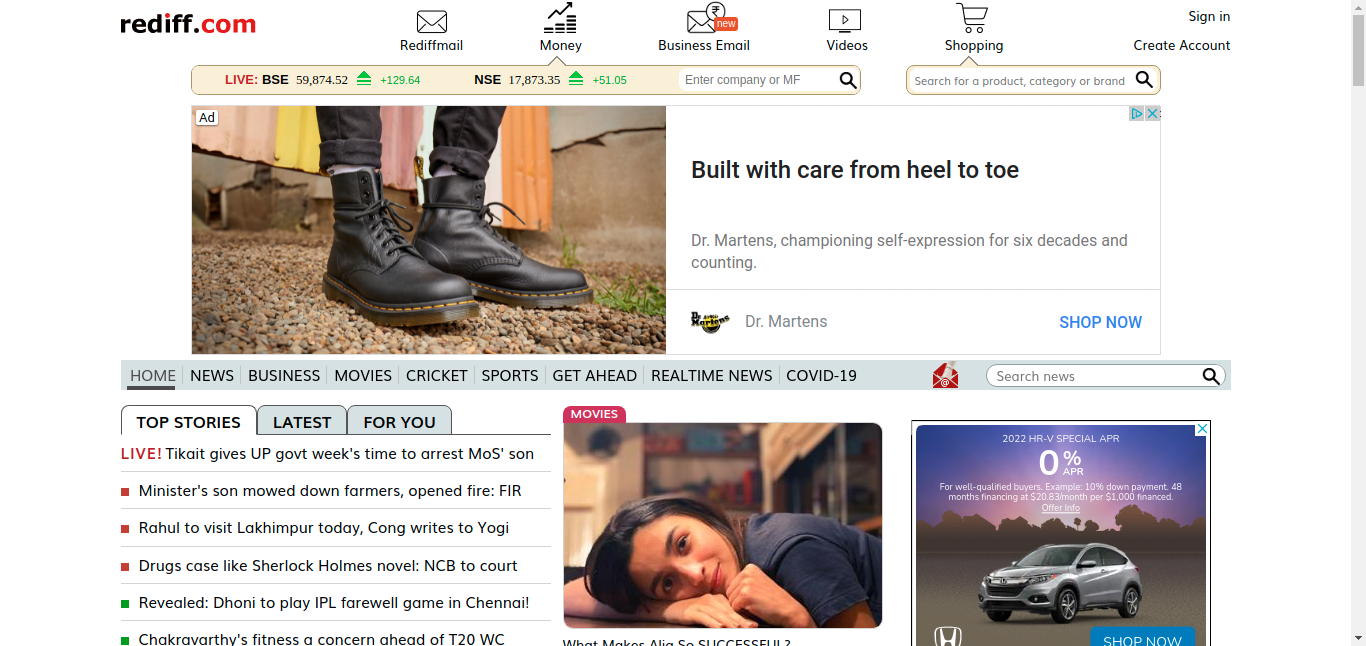 rediff.com
Rediffmail
Money
new
Business Email
Videos
Shopping
Sign in
Create Account
LIVE: BSE 59,874.52 +129.64 NSE 17,873.35 +51.05 Enter company or MF
Search for a product, category or brand
Ad
Built with care from heel to toe
Dr. Martens, championing self-expression for six decades and
counting.
Dr. Martens
Dr. Martens
SHOP NOW
HOME NEWS BUSINESS MOVIES CRICKET SPORTS GET AHEAD REALTIME NEWS COVID-19
Search news
TOP STORIES LATEST FOR YOU
LIVE! Tikait gives UP govt week's time to arrest MoS' son
Minister's son mowed down farmers, opened fire: FIR
Rahul to visit Lakhimpur today, Cong writes to Yogi
Drugs case like Sherlock Holmes novel: NCB to court
Revealed: Dhoni to play IPL farewell game in Chennai!
Chakravarthy's fitness a concern ahead of T20 WC
MOVIES
What Makes Alia So SUCCESSFUL?
2022 HR-V SPECIAL APR
0% APR
For well-qualified buyers. Example: 10% down payment. 48
months financing at $20.83/month per $1,000 financed.
Offer Info
SHOP NOW